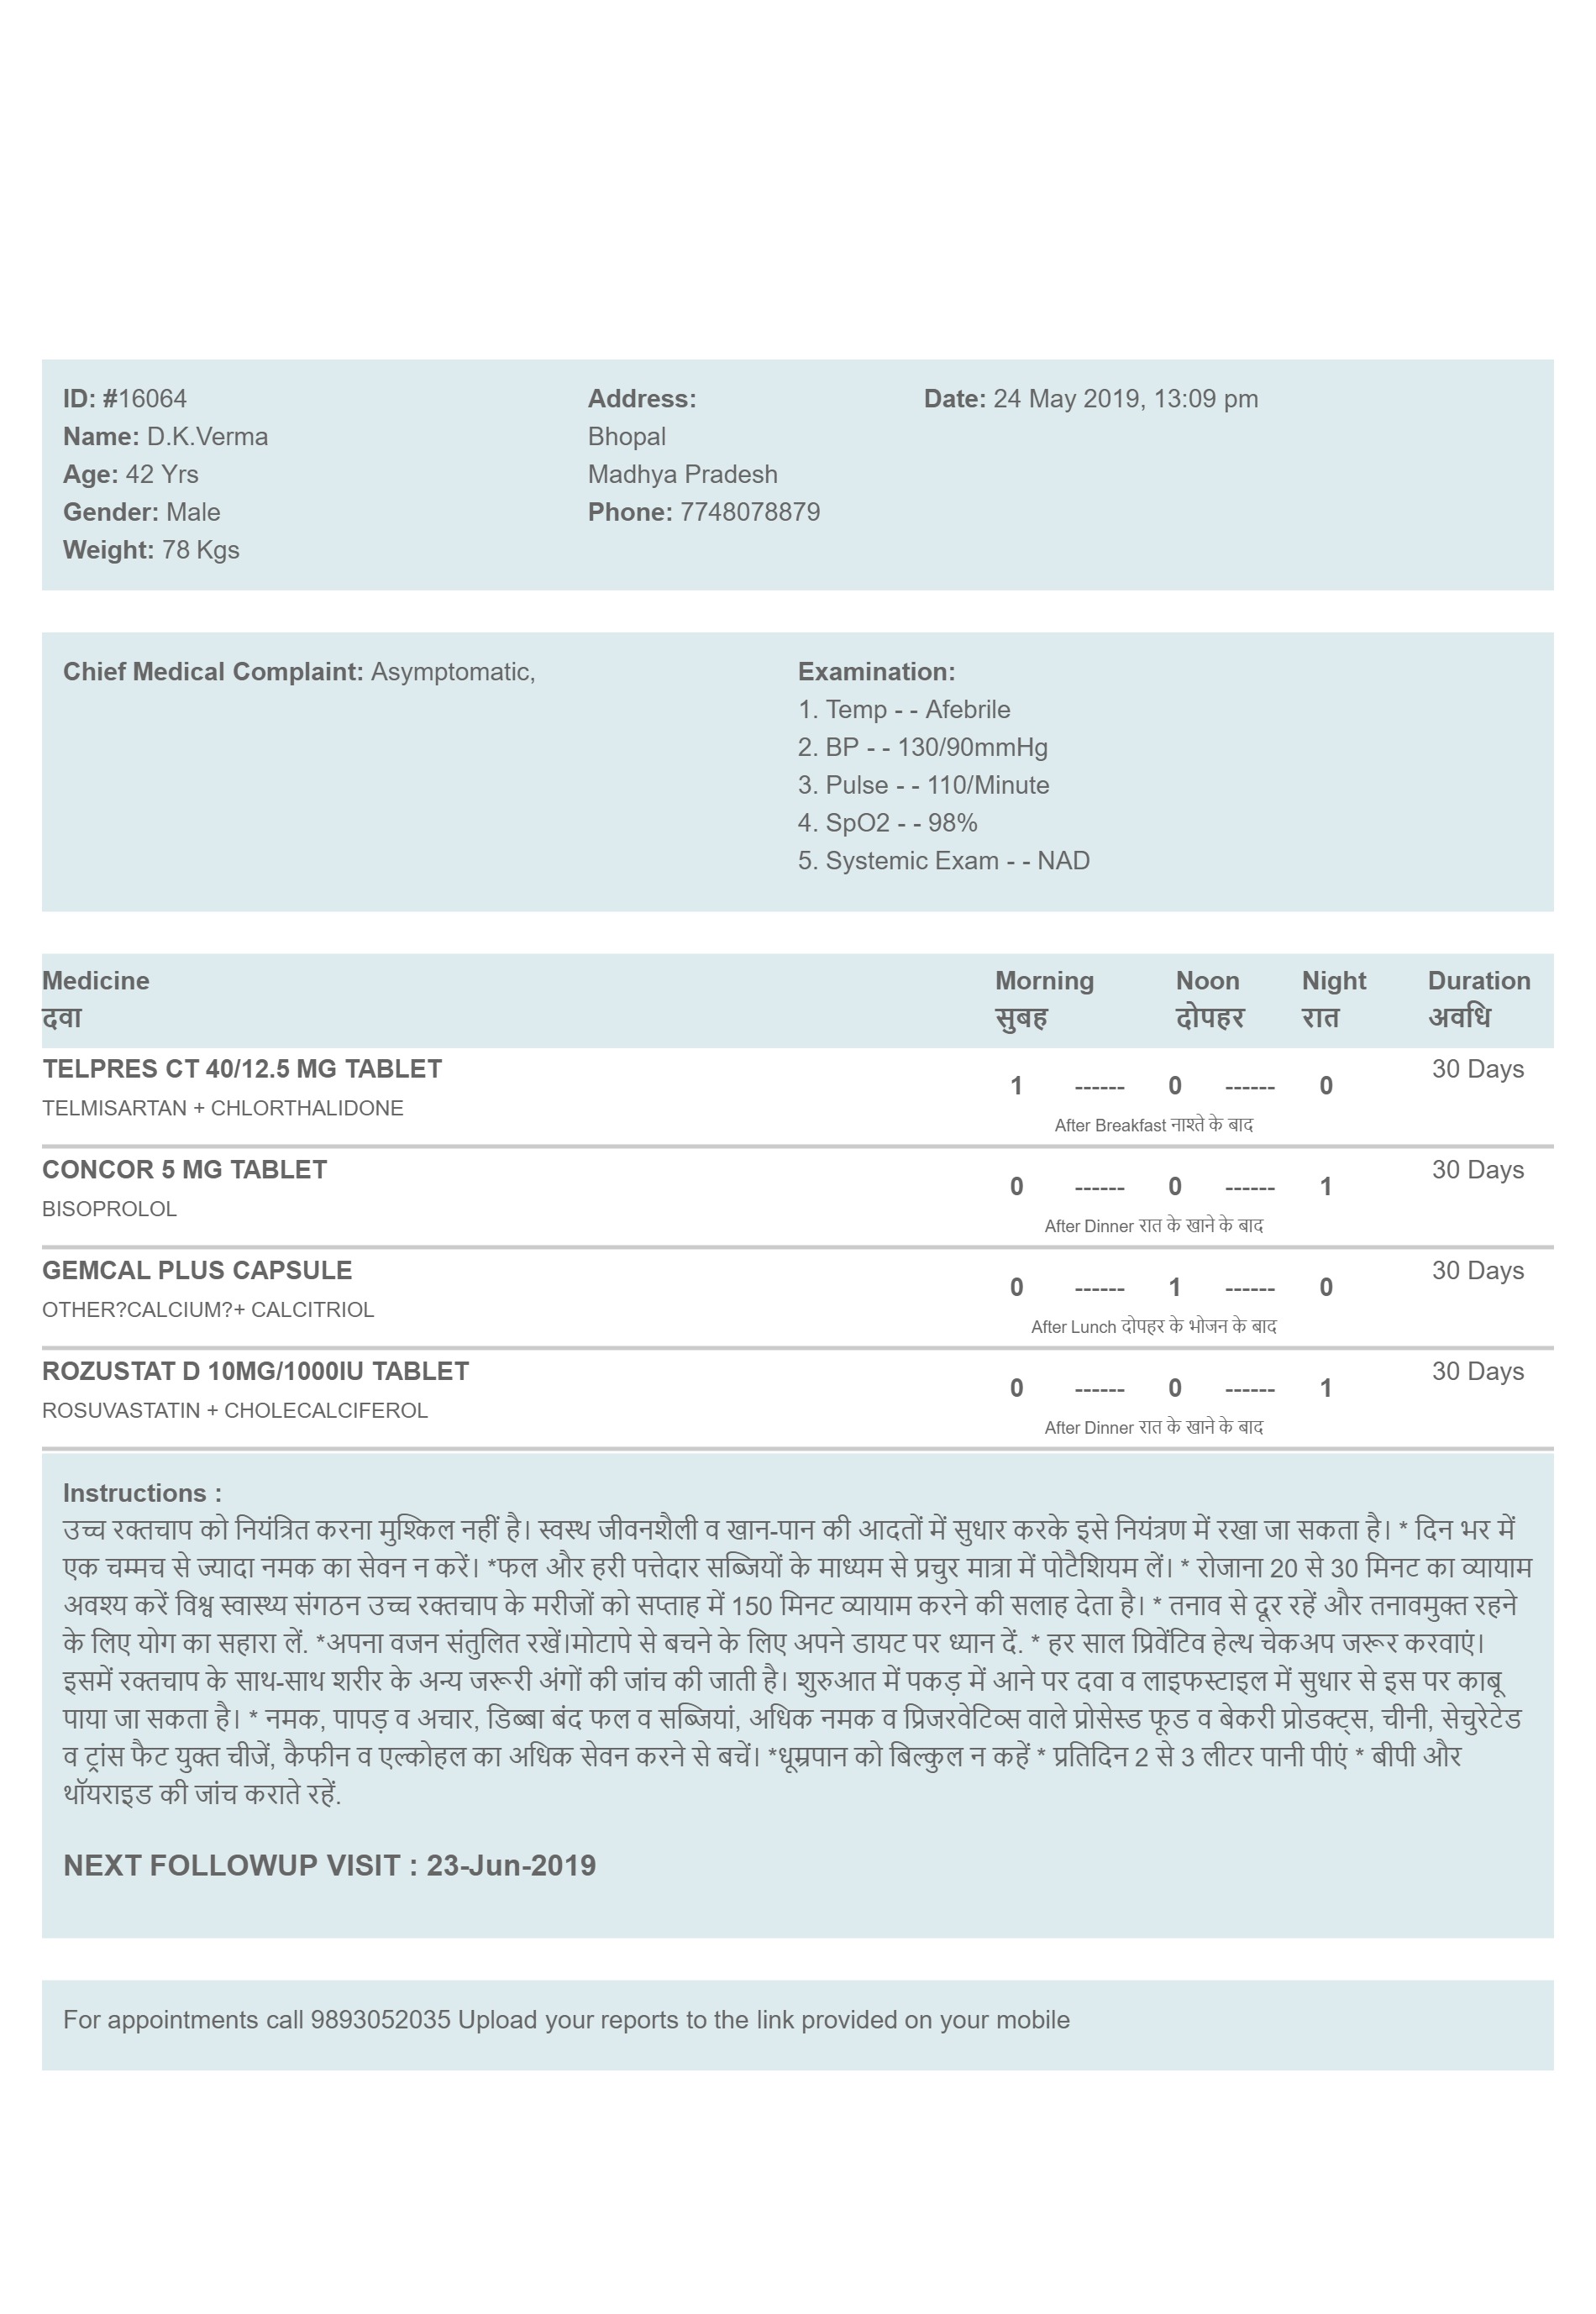 ID: #16064
Name: D.K.Verma
Age: 42 Yrs
Gender: Male
Weight: 78 Kgs
Address:
Bhopal
Madhya Pradesh
Phone: 7748078879
Date: 24 May 2019, 13:09 pm
Chief Medical Complaint: Asymptomatic,
Examination:
1. Temp - - Afebrile
2. BP - - 130/90mmHg
3. Pulse - - 110/Minute
4. SpO2 - - 98%
5. Systemic Exam - - NAD
Medicine Morning Noon Night Duration
दवा सुबह दोपहर रात अवधि
TELPRES CT 40/12.5 MG TABLET 30 Days
1 ------ 0 ------ 0
TELMISARTAN + CHLORTHALIDONE
After Breakfast नाश्ते के बाद
CONCOR 5 MG TABLET 30 Days
0 ------ 0 ------ 1
BISOPROLOL
After Dinner रात के खाने के बाद
GEMCAL PLUS CAPSULE 30 Days
0 ------ 1 ------ 0
OTHER?CALCIUM?+ CALCITRIOL
After Lunch दोपहर के भोजन के बाद
ROZUSTAT D 10MG/1000IU TABLET 30 Days
0 ------ 0 ------ 1
ROSUVASTATIN + CHOLECALCIFEROL
After Dinner रात के खाने के बाद
Instructions :
उच्च रक्तचाप को नियंत्रित करना मुश्किल नहीं है। स्वस्थ जीवनशैली व खान-पान की आदतों में सुधार करके इसे नियंत्रण में रखा जा सकता है। * दिन भर में
एक चम्मच से ज्यादा नमक का सेवन न करें। *फल और हरी पत्तेदार सब्जियों के माध्यम से प्रचुर मात्रा में पोटैशियम लें। * रोजाना 20 से 30 मिनट का व्यायाम
अवश्य करें विश्व स्वास्थ्य संगठन उच्च रक्तचाप के मरीजों को सप्ताह में 150 मिनट व्यायाम करने की सलाह देता है। * तनाव से दूर रहें और तनावमुक्त रहने
के लिए योग का सहारा लें. *अपना वजन संतुलित रखें।मोटापे से बचने के लिए अपने डायट पर ध्यान दें. * हर साल प्रिवेंटिव हेल्थ चेकअप जरूर करवाएं।
इसमें रक्तचाप के साथ-साथ शरीर के अन्य जरूरी अंगों की जांच की जाती है। शुरुआत में पकड़ में आने पर दवा व लाइफस्टाइल में सुधार से इस पर काबू
पाया जा सकता है। * नमक, पापड़ व अचार, डिब्बा बंद फल व सब्जियां, अधिक नमक व प्रिजरवेटिव्स वाले प्रोसेस्ड फूड व बेकरी प्रोडक्ट्स, चीनी, सेचुरेटेड
व ट्रांस फैट युक्त चीजें, कैफीन व एल्कोहल का अधिक सेवन करने से बचें। *धूम्रपान को बिल्कुल न कहें * प्रतिदिन 2 से 3 लीटर पानी पीएं * बीपी और
थॉयराइड की जांच कराते रहें.
NEXT FOLLOWUP VISIT : 23-Jun-2019
For appointments call 9893052035 Upload your reports to the link provided on your mobile